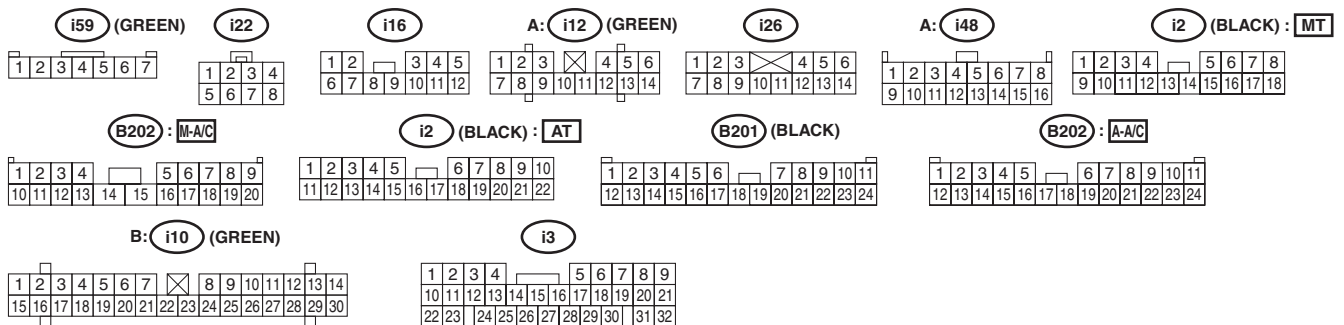 i59 (GREEN) i22 i16 A: i12 (GREEN) i26 A: i48 i2 (BLACK) : MT
1 2 3 4 5 6 7
1 2 3 4
5 6 7 8
1 2 3 4 5
6 7 8 9 10 11 12
1 2 3 4 5 6
7 8 9 10 11 12 13 14
1 2 3 4 5 6
7 8 9 10 11 12 13 14
1 2 3 4 5 6 7 8
9 10 11 12 13 14 15 16
1 2 3 4 5 6 7 8
9 10 11 12 13 14 15 16 17 18
B202 : M-A/C i2 (BLACK) : AT B201 (BLACK) B202 : A-A/C
1 2 3 4 5 6 7 8 9
10 11 12 13 14 15 16 17 18 19 20
1 2 3 4 5 6 7 8 9 10
11 12 13 14 15 16 17 18 19 20 21 22
1 2 3 4 5 6 7 8 9 10 11
12 13 14 15 16 17 18 19 20 21 22 23 24
1 2 3 4 5 6 7 8 9 10 11
12 13 14 15 16 17 18 19 20 21 22 23 24
B: i10 (GREEN) i3
1 2 3 4 5 6 7 8 9 10 11 12 13 14
15 16 17 18 19 20 21 22 23 24 25 26 27 28 29 30
1 2 3 4 5 6 7 8 9
10 11 12 13 14 15 16 17 18 19 20 21
22 23 24 25 26 27 28 29 30 31 32